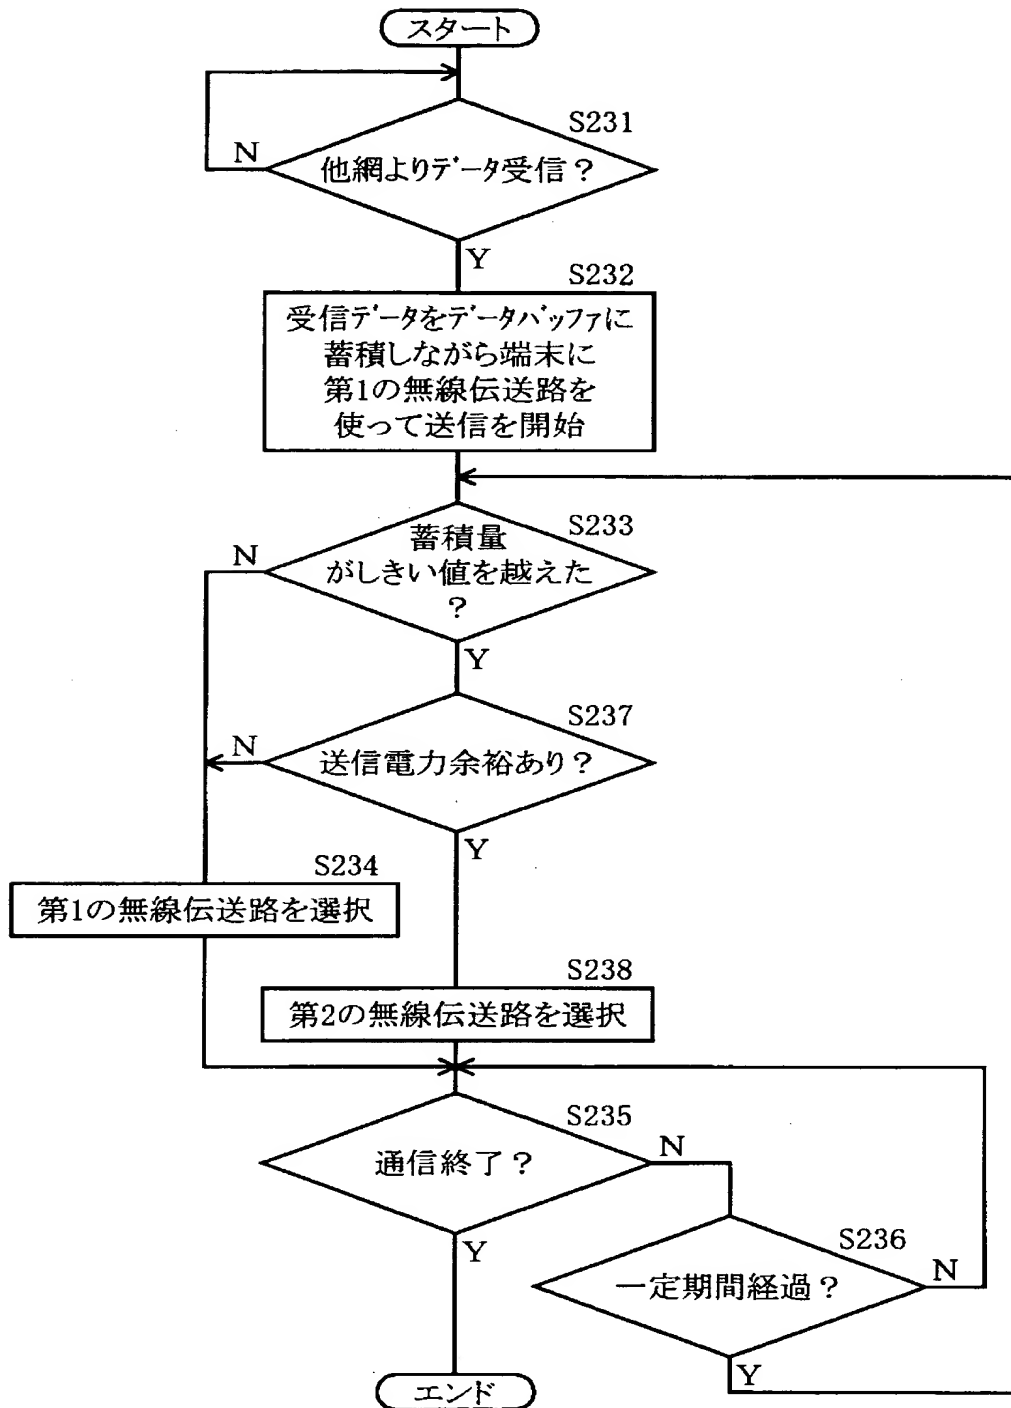 スタート
S231
N
他網よりデータ受信？
Y
S232
受信データをデータバッファに
蓄積しながら端末に
第1の無線伝送路を
使って送信を開始
S233
N
蓄積量
がしきい値を越えた
？
Y
S237
N
送信電力余裕あり？
Y
S234
第1の無線伝送路を選択
S238
第2の無線伝送路を選択
S235
通信終了？
N
Y
S236
一定期間経過？
N
Y
エンド